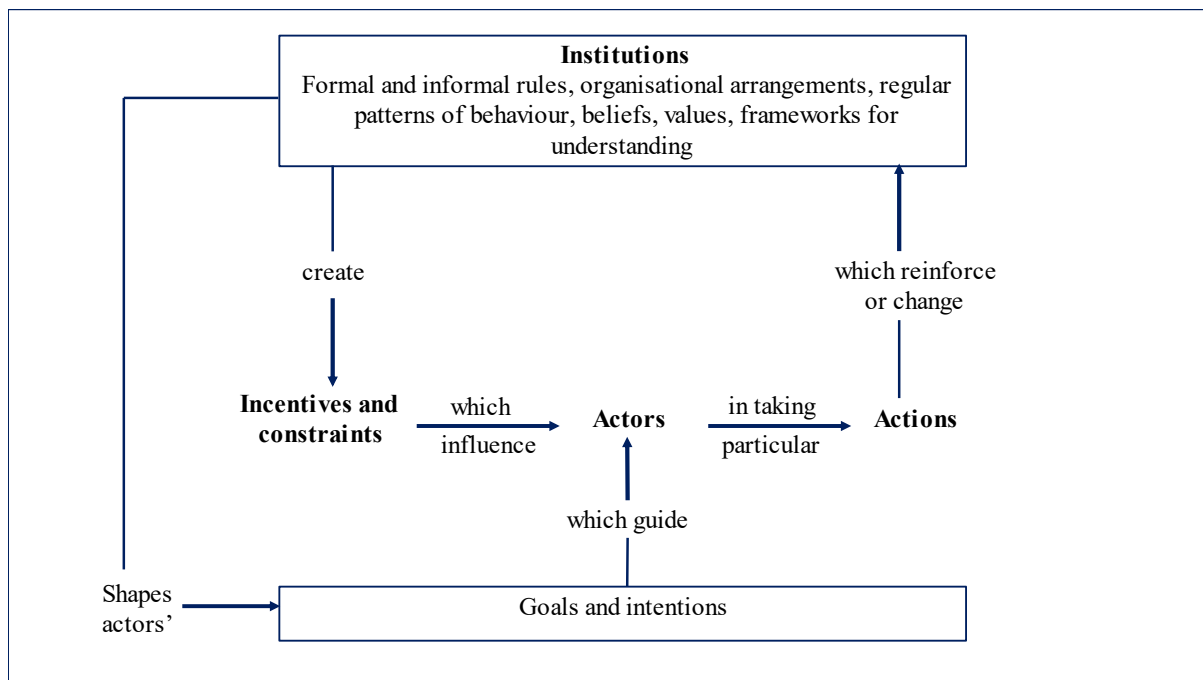 Institutions
Formal and informal rules, organisational arrangements, regular
patterns of behaviour, beliefs, values, frameworks for
understanding
create
which reinforce
or change
Incentives and
constraints
which
influence
Actors
in taking
particular
Actions
which guide
Shapes
actors’
Goals and intentions